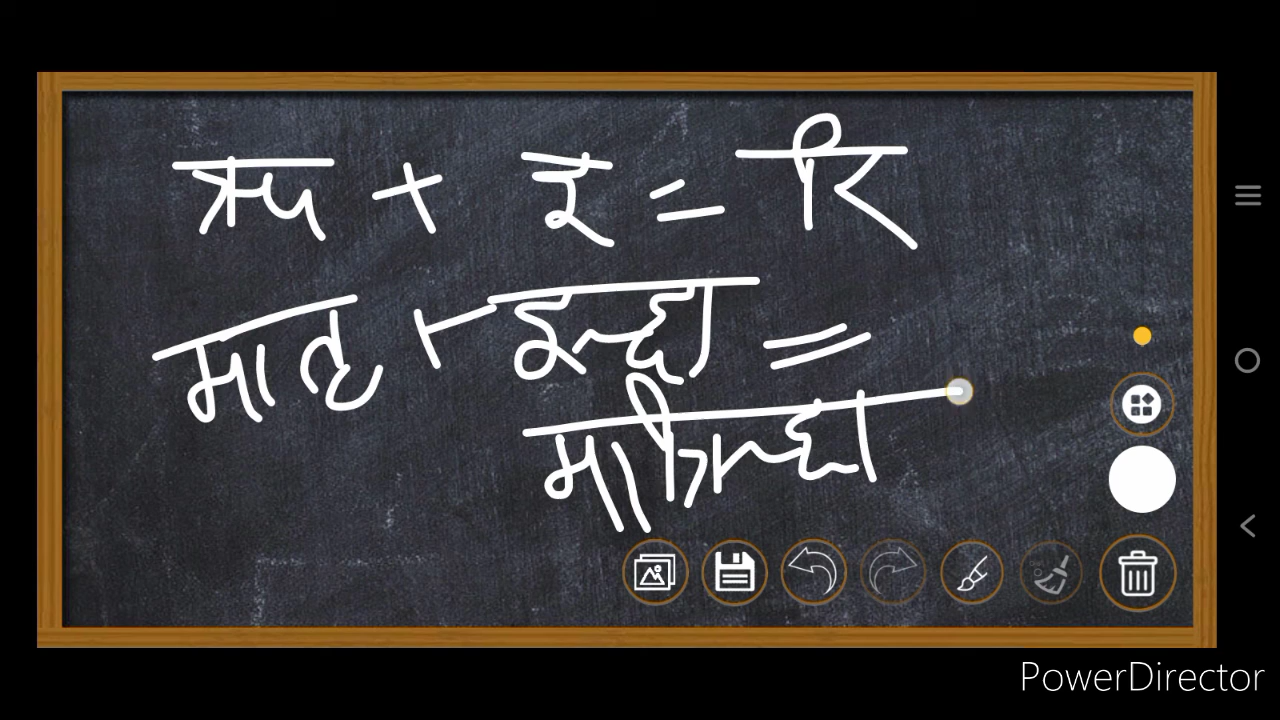 ऋ + इ = रि
मातृ + इच्छा =
मात्रिच्छा
PowerDirector